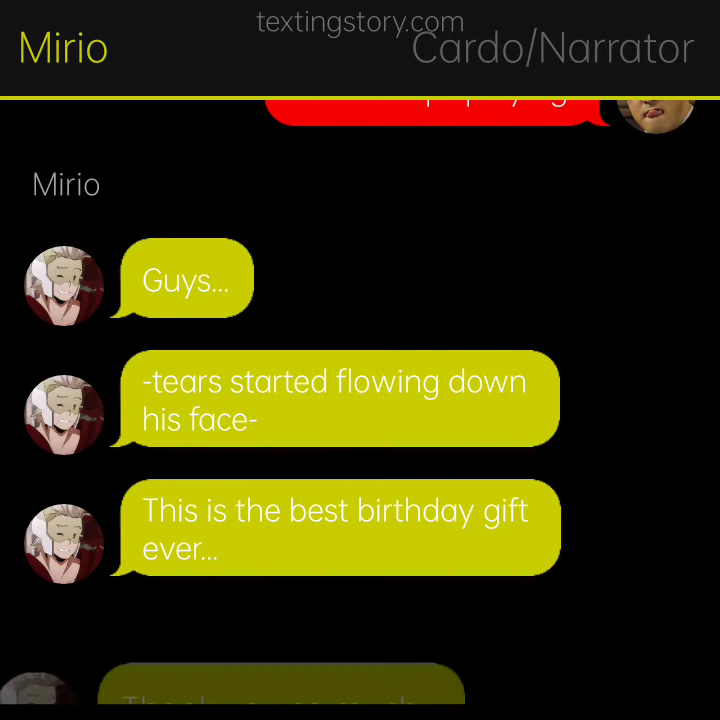 textingstory.com
Mirio
Cardo/Narrator
Mirio
Guys...
-tears started flowing down
his face-
This is the best birthday gift
ever...